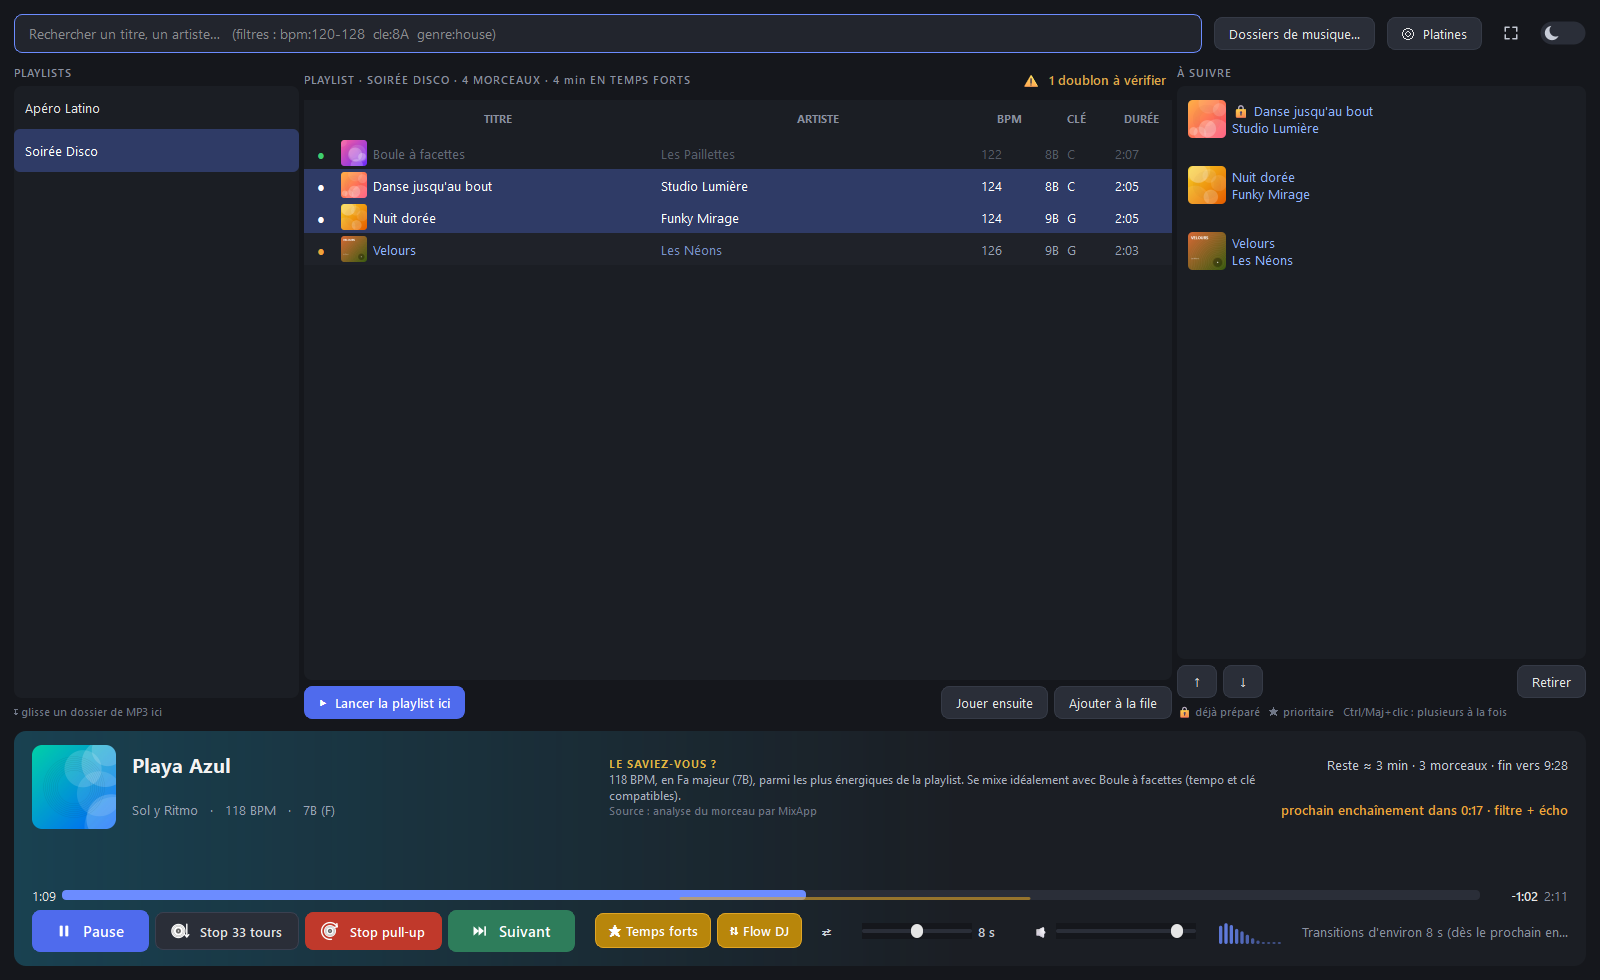 Rechercher un titre, un artiste... (filtres : bpm:120-128 cle:8A genre:house)
Dossiers de musique...
Platines
PLAYLISTS
Apéro Latino
Soirée Disco
glisse un dossier de MP3 ici
PLAYLIST · SOIRÉE DISCO · 4 MORCEAUX · 4 min EN TEMPS FORTS
1 doublon à vérifier
TITRE ARTISTE BPM CLÉ DURÉE
Boule à facettes Les Paillettes 122 8B C 2:07
Danse jusqu'au bout Studio Lumière 124 8B C 2:05
Nuit dorée Funky Mirage 124 9B G 2:05
Velours Les Néons 126 9B G 2:03
Lancer la playlist ici
Jouer ensuite
Ajouter à la file
À SUIVRE
Danse jusqu'au bout
Studio Lumière
Nuit dorée
Funky Mirage
Velours
Les Néons
↑ ↓
Retirer
déjà préparé ★ prioritaire Ctrl/Maj+clic : plusieurs à la fois
Playa Azul
Sol y Ritmo · 118 BPM · 7B (F)
LE SAVIEZ-VOUS ?
118 BPM, en Fa majeur (7B), parmi les plus énergiques de la playlist. Se mixe idéalement avec Boule à facettes (tempo et clé
compatibles).
Source : analyse du morceau par MixApp
Reste ≈ 3 min · 3 morceaux · fin vers 9:28
prochain enchaînement dans 0:17 · filtre + écho
1:09
-1:02 2:11
Pause
Stop 33 tours
Stop pull-up
Suivant
★ Temps forts
⇅ Flow DJ
⇄
8 s
Transitions d'environ 8 s (dès le prochain en...